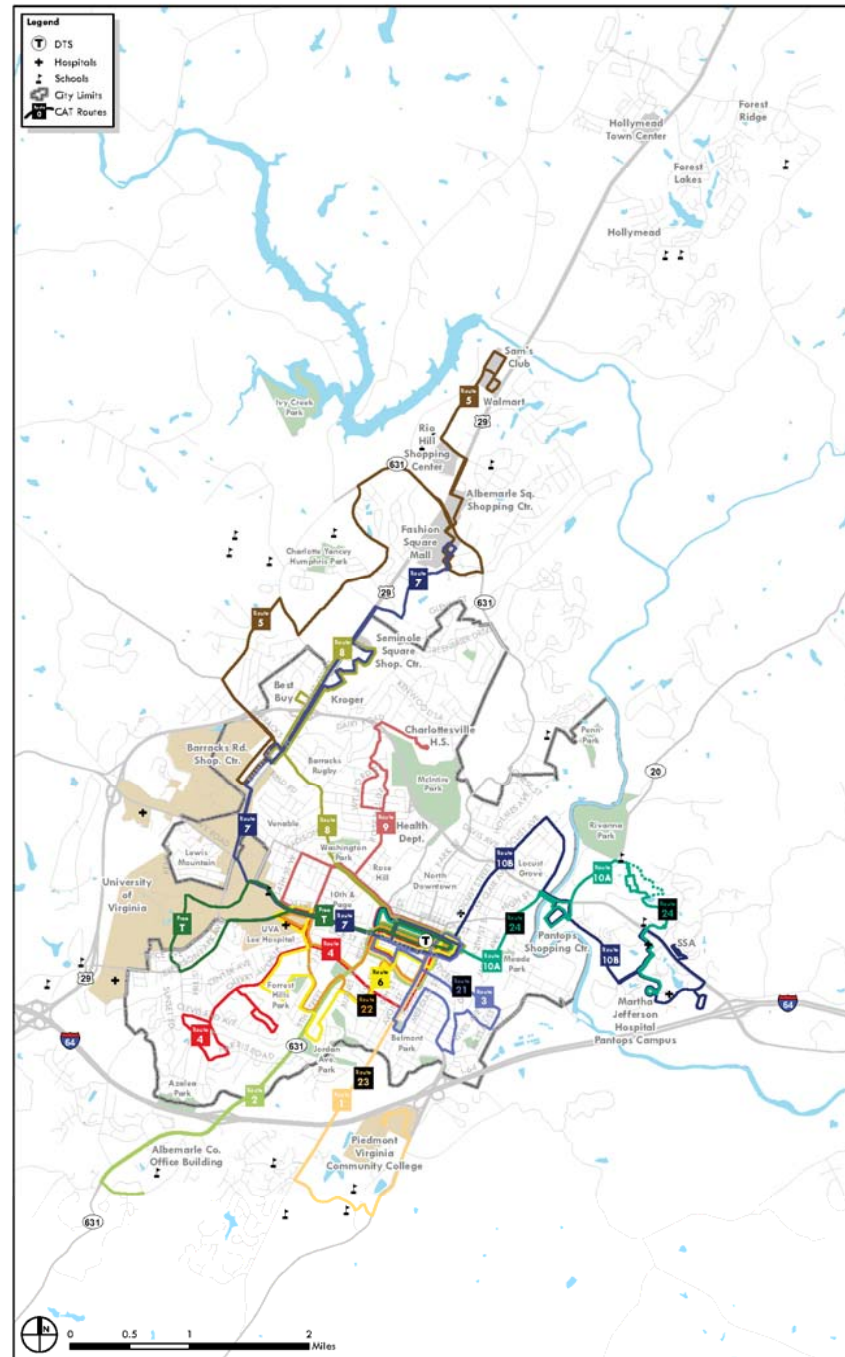 Legend
T DTS
Hospitals
Schools
City Limits
Route 0 CAT Routes
Hollymead
Town Center
Forest
Ridge
Forest
Lakes
Hollymead
Sam's
Club
Route 5
Walmart
29
Ivy Creek
Park
Rio
Hill
Shopping
Center
631
Albemarle Sq.
Shopping Ctr.
Fashion
Square
Mall
Charlotte Yancey
Humphris Park
Route 7
29
631
Route 5
Seminole
Square
Shop. Ctr.
Route 8
Best
Buy
Kroger
Charlottesville
H.S.
Penn
Park
Barracks Rd.
Shop. Ctr.
Barracks
Rugby
McIntire
Park
20
Route 7
Venable
Route 8
Route 9
Health
Dept.
Rivanna
Park
Washington
Park
Lewis
Mountain
Rose
Hill
North
Downtown
Route 10B
Locust
Grove
Route 10A
University
of
Virginia
10th &
Page
Free T
Free T
Route 7
T
Route 24
Route 24
UVA
Lee Hospital
Route 4
Pantops
Shopping Ctr
Route 10B
SSA
Meade
Park
Route 10A
29
Route 6
Route 21
Route 3
Forrest
Hills
Park
Route 22
Martha
Jefferson
Hospital
Pantops Campus
64
64
Route 4
631
Jordan
Ave.
Park
Belmont
Park
Route 23
Azalea
Park
Route 2
Route 1
Albemarle Co.
Office Building
Piedmont
Virginia
Community College
631
N
0 0.5 1 2
Miles